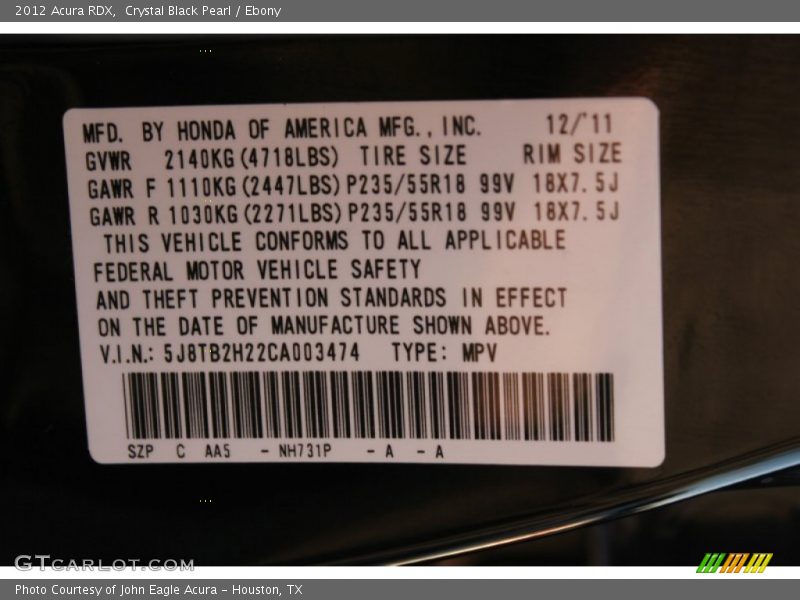 2012 Acura RDX,  Crystal Black Pearl / Ebony
MFD. BY HONDA OF AMERICA MFG., INC. 12/'11
GVWR 2140KG(4718LBS) TIRE SIZE RIM SIZE
GAWR F 1110KG(2447LBS) P235/55R18 99V 18X7.5J
GAWR R 1030KG(2271LBS) P235/55R18 99V 18X7.5J
THIS VEHICLE CONFORMS TO ALL APPLICABLE
FEDERAL MOTOR VEHICLE SAFETY
AND THEFT PREVENTION STANDARDS IN EFFECT
ON THE DATE OF MANUFACTURE SHOWN ABOVE.
V.I.N.: 5J8TB2H22CA003474 TYPE: MPV
SZP C AA5 - NH731P - A - A
GTCARLOT.COM
Photo Courtesy of John Eagle Acura - Houston, TX